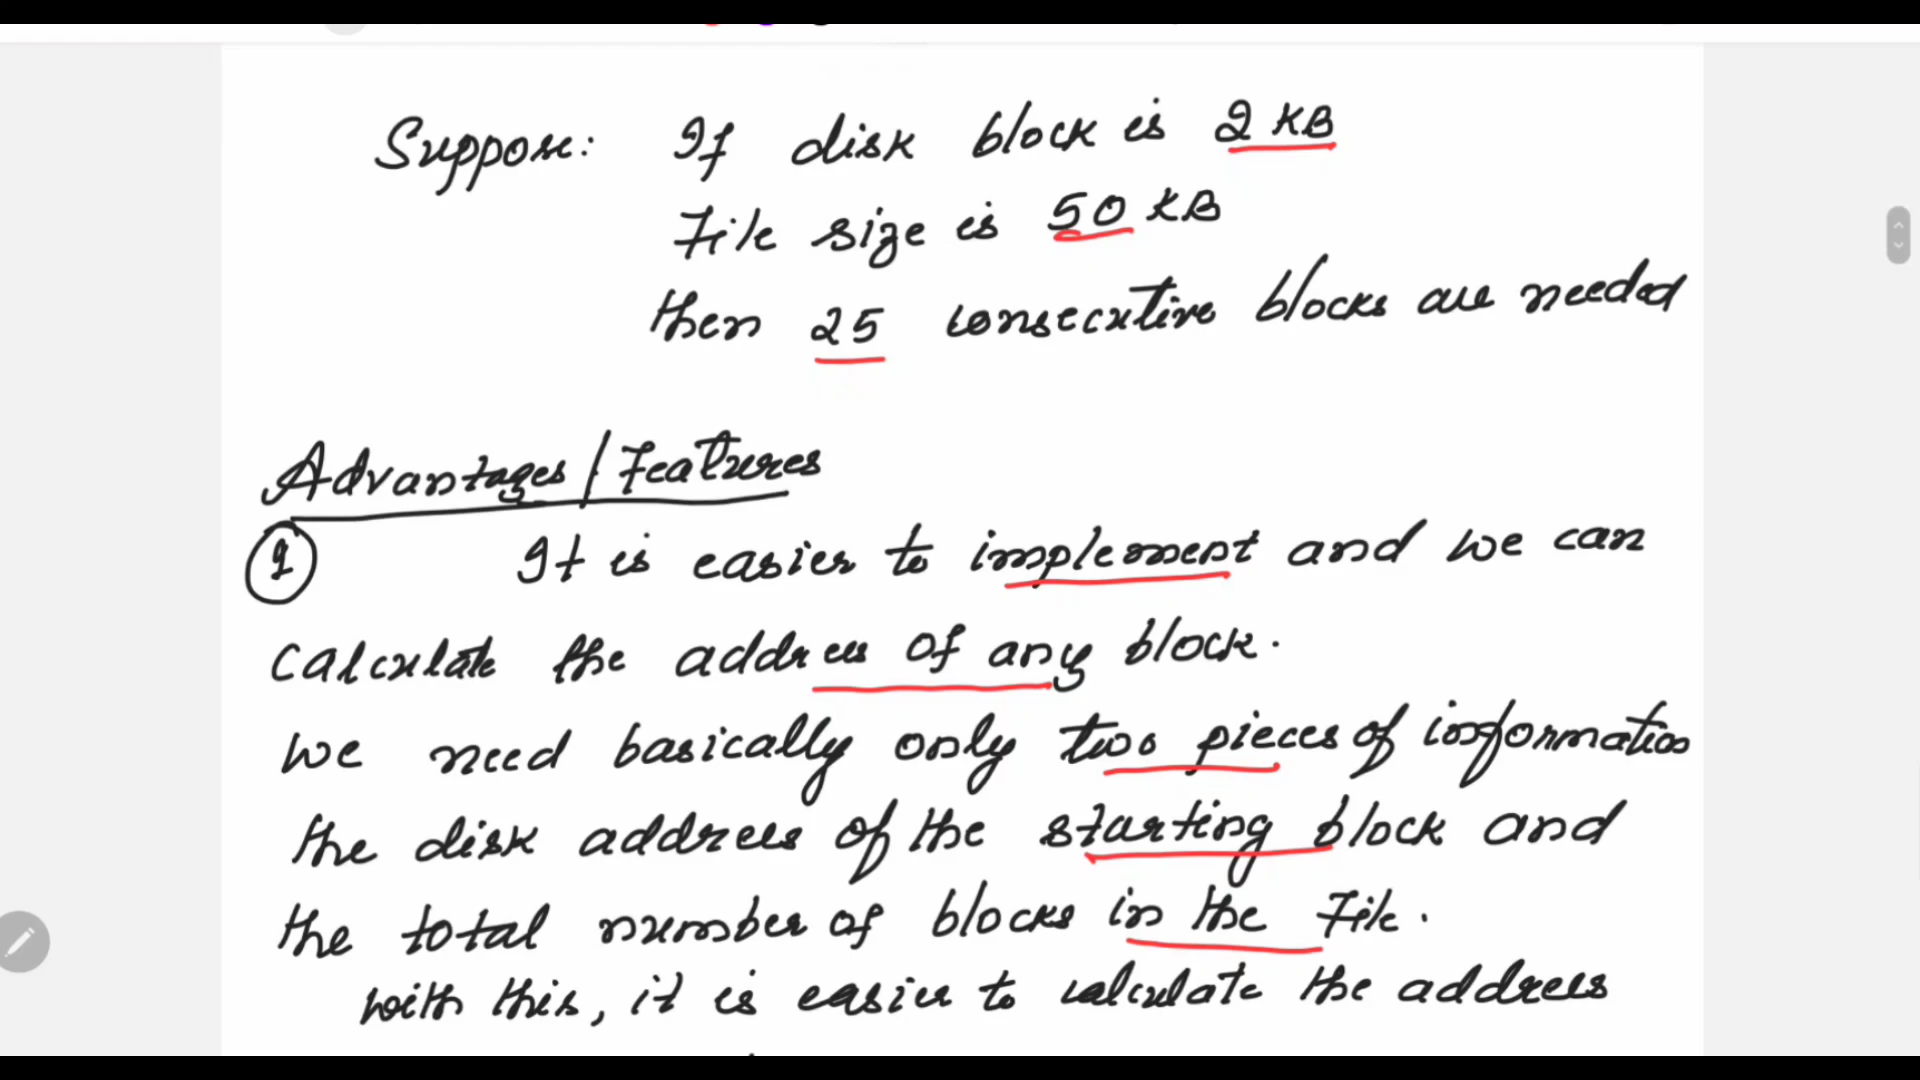 Suppose: If disk block is 2 KB
File size is 50 KB
then 25 consecutive blocks are needed
Advantages / Features
1 It is easier to implement and we can
calculate the address of any block.
we need basically only two pieces of information
the disk address of the starting block and
the total number of blocks in the File.
with this, it is easier to calculate the address